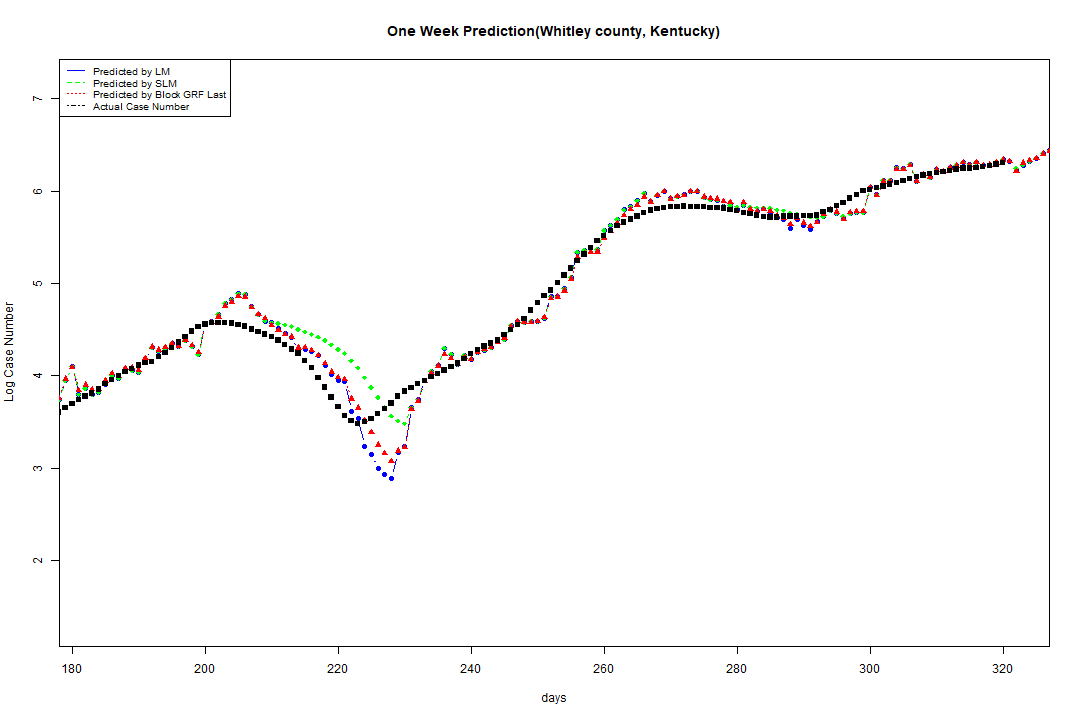 One Week Prediction(Whitley county, Kentucky)
Predicted by LM
Predicted by SLM
Predicted by Block GRF Last
Actual Case Number
7
6
5
4
3
2
Log Case Number
180 200 220 240 260 280 300 320
days